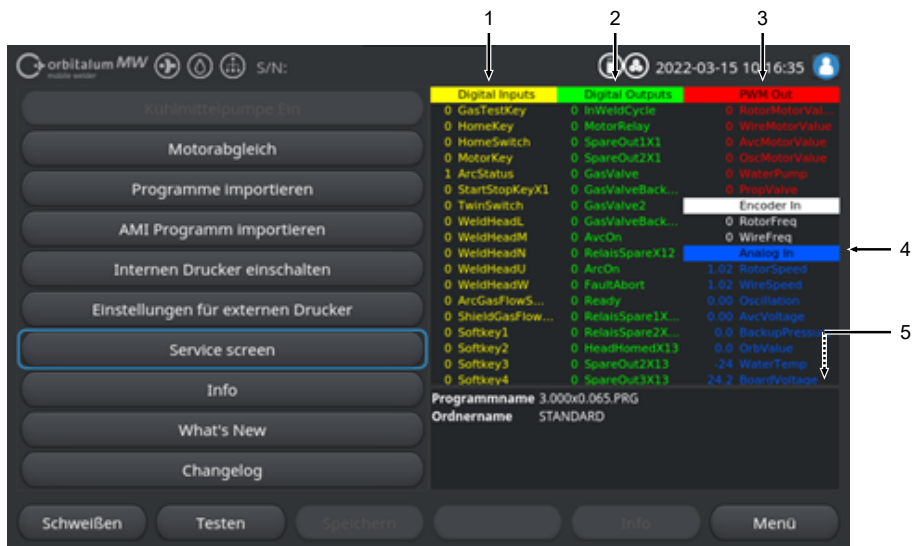 1 2 3
orbitalum MW S/N: 2022-03-15 10:16:35
mobile welder
Kühlmittelpumpe Ein
Motorabgleich
Programme importieren
AMI Programm importieren
Internen Drucker einschalten
Einstellungen für externen Drucker
Service screen
Info
What's New
Changelog
Digital Inputs
0 GasTestKey
0 HomeKey
0 HomeSwitch
0 MotorKey
1 ArcStatus
0 StartStopKeyX1
0 TwinSwitch
0 WeldHeadL
0 WeldHeadM
0 WeldHeadN
0 WeldHeadU
0 WeldHeadW
0 ArcGasFlowS...
0 ShieldGasFlow...
0 Softkey1
0 Softkey2
0 Softkey3
0 Softkey4
Digital Outputs
0 InWeldCycle
0 MotorRelay
0 SpareOut1X1
0 SpareOut2X1
0 GasValve
0 GasValveBack...
0 GasValve2
0 GasValveBack...
0 AvcOn
0 RelaisSpareX12
0 ArcOn
0 FaultAbort
0 Ready
0 RelaisSpare1X...
0 RelaisSpare2X...
0 HeadHomedX13
0 SpareOut2X13
0 SpareOut3X13
PWM Out
0 RotorMotorVal...
0 WireMotorValue
0 AvcMotorValue
0 OscMotorValue
0 WaterPump
0 PropValve
Encoder In
0 RotorFreq
0 WireFreq
Analog In
1.02 RotorSpeed
1.02 WireSpeed
0.00 Oscillation
0.00 AvcVoltage
0.0 BackupPressu
0.0 OrbValue
-24 WaterTemp
24.2 BoardVoltage
4
5
Programmname 3.000x0.065.PRG
Ordnername STANDARD
Schweißen Testen Speichern Info Menü